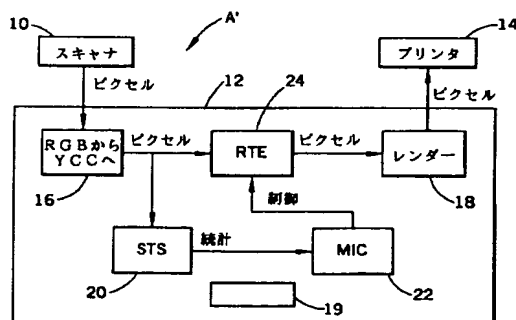 10
A'
14
スキャナ
プリンタ
ピクセル
12
24
ピクセル
RGBから
YCCへ
ピクセル
RTE
ピクセル
レンダー
16
制御
18
STS
統計
MIC
20
19
22